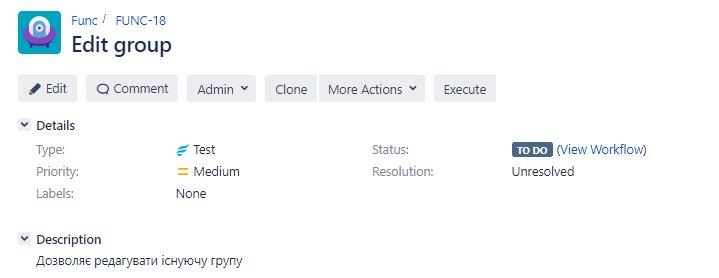 Func / FUNC-18
Edit group
Edit Comment Admin Clone More Actions Execute
Details
Type: Test Status: TO DO (View Workflow)
Priority: Medium Resolution: Unresolved
Labels: None
Description
Дозволяє редагувати існуючу групу